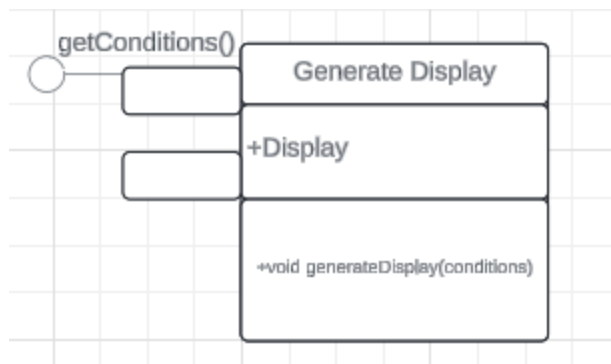 getConditions()
Generate Display
+Display
+void generateDisplay(conditions)